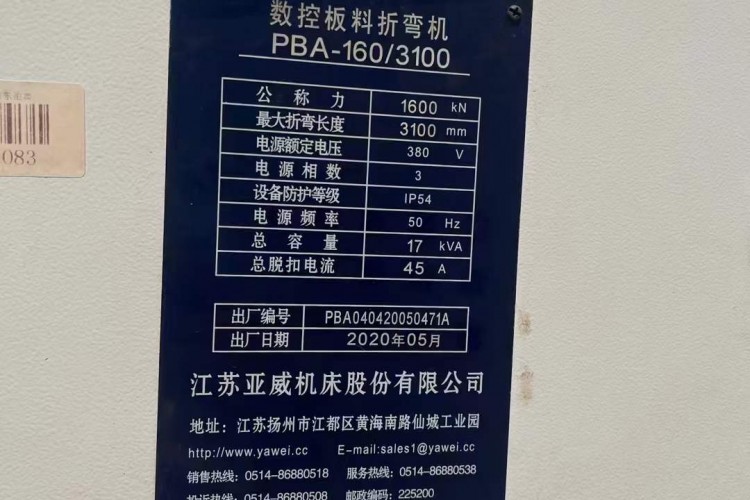 数控板料折弯机
PBA-160/3100
公称力 1600 kN
最大折弯长度 3100 mm
电源额定电压 380 V
电源相数 3
设备防护等级 IP54
电源频率 50 Hz
总容量 17 kVA
总脱扣电流 45 A
出厂编号 PBA040420050471A
出厂日期 2020年05月
江苏亚威机床股份有限公司
地址: 江苏扬州市江都区黄海南路仙城工业园
http://www.yawei.cc E-mail:sales1@yawei.cc
销售热线: 0514-86880518 服务热线: 0514-86880538
投诉热线: 0514-86880508 邮政编码: 225200
083